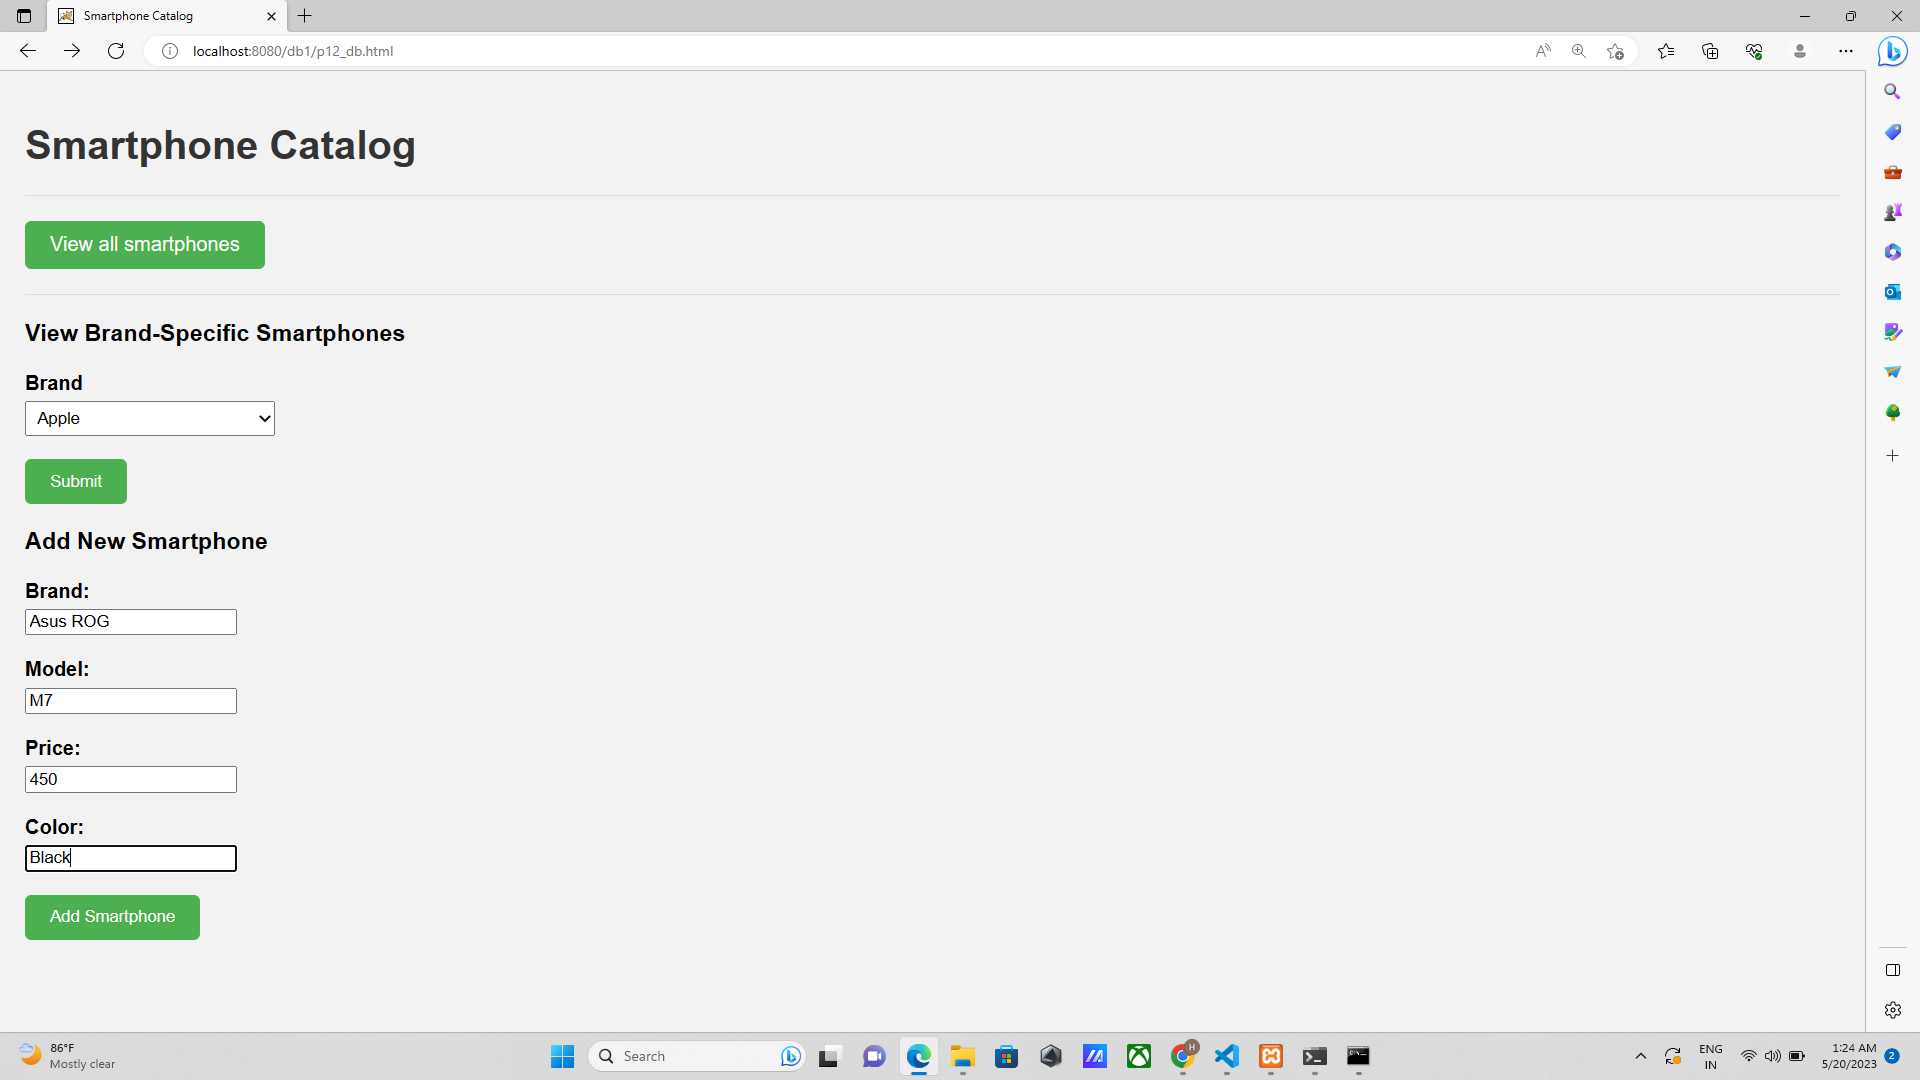 Smartphone Catalog
localhost:8080/db1/p12_db.html
Smartphone Catalog
View all smartphones
View Brand-Specific Smartphones
Brand
Apple
Submit
Add New Smartphone
Brand:
Asus ROG
Model:
M7
Price:
450
Color:
Black
Add Smartphone
86°F
Mostly clear
Search
H
ENG
IN
1:24 AM
5/20/2023
2